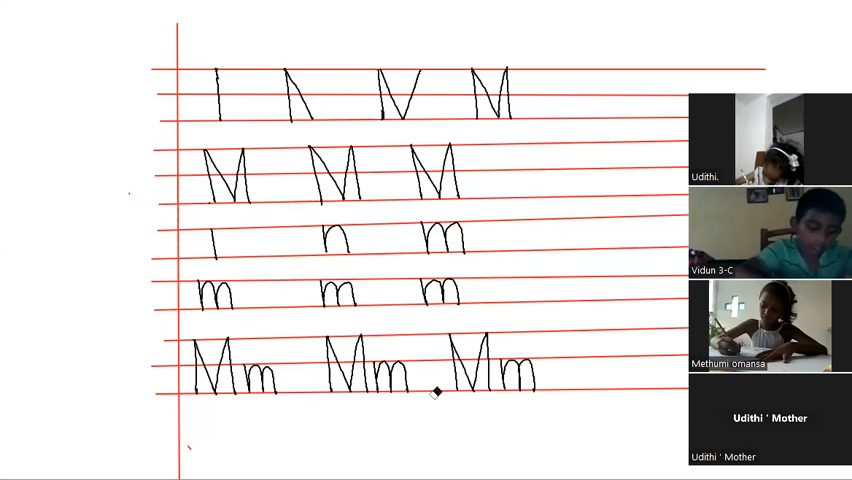 M
M M M
m
m m m
Mm Mm Mm
Udithi.
Vidun 3-C
Methumi omansa
Udithi ' Mother
Udithi ' Mother